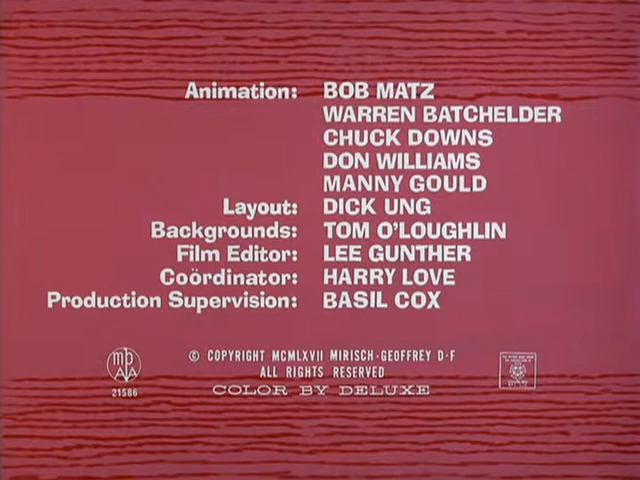 Animation: BOB MATZ
WARREN BATCHELDER
CHUCK DOWNS
DON WILLIAMS
MANNY GOULD
Layout: DICK UNG
Backgrounds: TOM O'LOUGHLIN
Film Editor: LEE GUNTHER
Coördinator: HARRY LOVE
Production Supervision: BASIL COX
© COPYRIGHT MCMLXVII MIRISCH-GEOFFREY D-F
ALL RIGHTS RESERVED
COLOR BY DELUXE
mpAA
21586